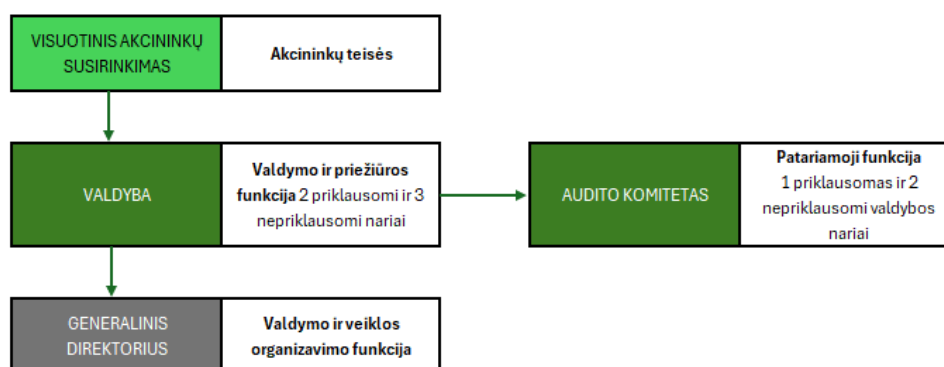 VISUOTINIS AKCININKŲ
SUSIRINKIMAS
Akcininkų teisės
VALDYBA
Valdymo ir priežiūros
funkcija 2 priklausomi ir 3
nepriklausomi nariai
AUDITO KOMITETAS
Patariamoji funkcija
1 priklausomas ir 2
nepriklausomi valdybos
nariai
GENERALINIS
DIREKTORIUS
Valdymo ir veiklos
organizavimo funkcija